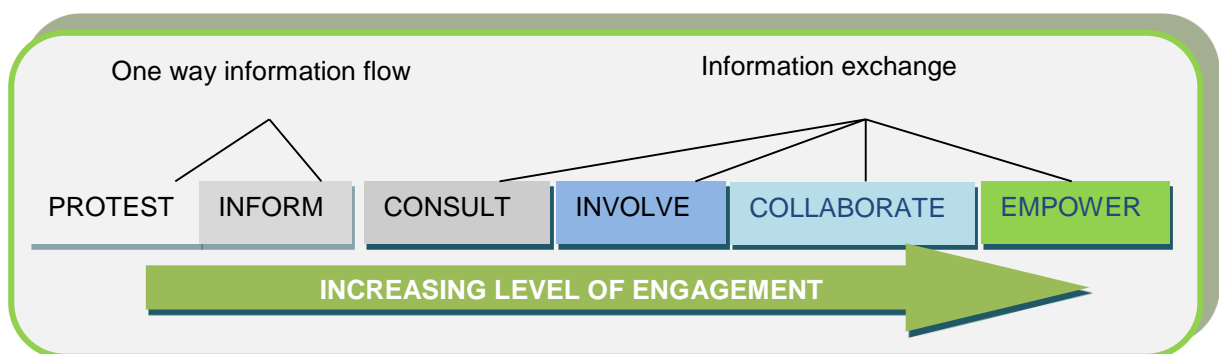 One way information flow
Information exchange
PROTEST INFORM CONSULT INVOLVE COLLABORATE EMPOWER
INCREASING LEVEL OF ENGAGEMENT